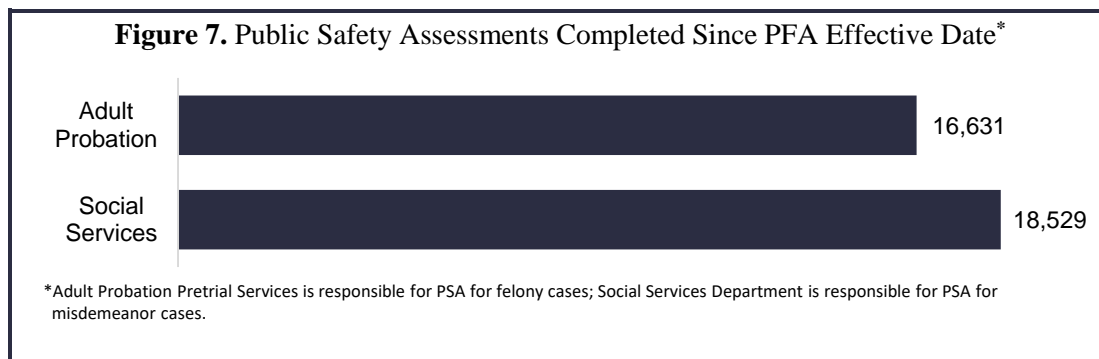 Figure 7. Public Safety Assessments Completed Since PFA Effective Date*
Adult
Probation
16,631
Social
Services
18,529
*Adult Probation Pretrial Services is responsible for PSA for felony cases; Social Services Department is responsible for PSA for
misdemeanor cases.